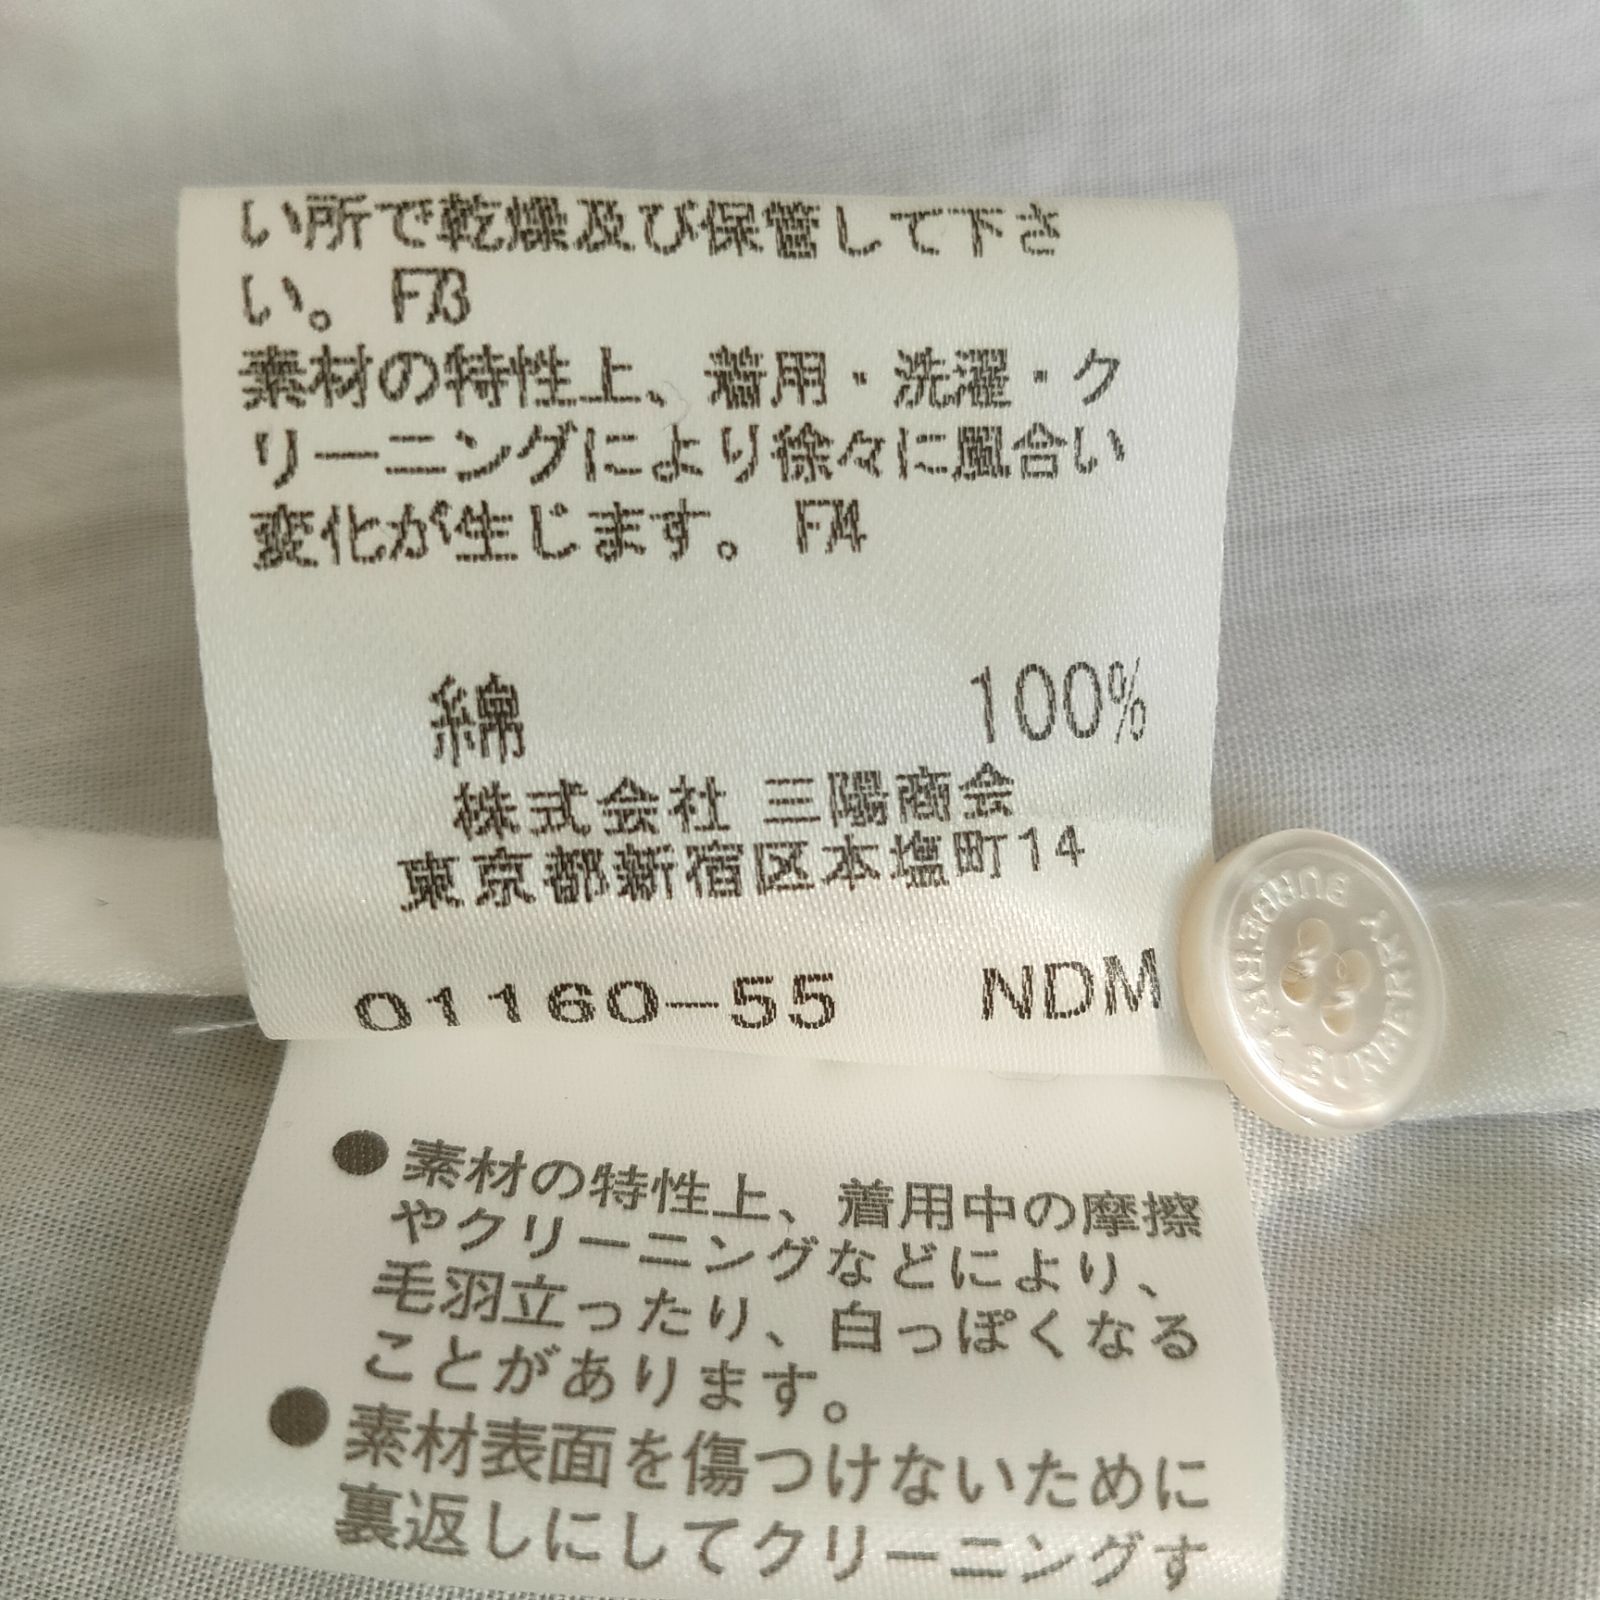 い所で乾燥及び保管して下さ
い。 F73
素材の特性上、着用・洗濯・ク
リーニングにより徐々に風合い
変化が生じます。 F74
綿 100%
株式会社 三陽商会
東京都新宿区本塩町14
01160-55 NDM
BURBERRY BURBERRY
●素材の特性上、着用中の摩擦
やクリーニングなどにより、
毛羽立ったり、白っぽくなる
ことがあります。
●素材表面を傷つけないために
裏返しにしてクリーニングす